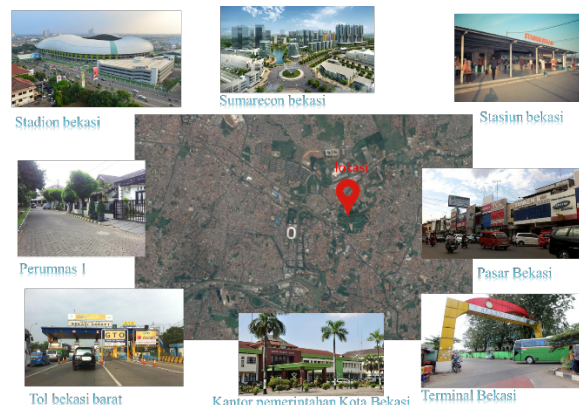 Stadion bekasi
Sumarecon bekasi
Stasiun bekasi
lokasi
Perumnas 1
Pasar Bekasi
GTO
Tol bekasi barat
Kantor pemerintahan Kota Bekasi
Terminal Bekasi